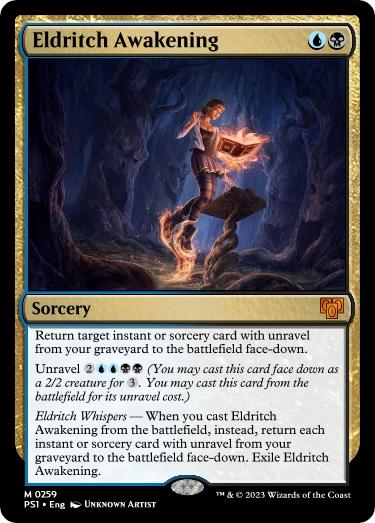 Eldritch Awakening
Sorcery
Return target instant or sorcery card with unravel
from your graveyard to the battlefield face-down.
Unravel 2 (You may cast this card face down as
a 2/2 creature for 3. You may cast this card from the
battlefield for its unravel cost.)
Eldritch Whispers — When you cast Eldritch
Awakening from the battlefield, instead, return each
instant or sorcery card with unravel from your
graveyard to the battlefield face-down. Exile Eldritch
Awakening.
M 0259
PS1 • Eng Unknown Artist
™ & © 2023 Wizards of the Coast